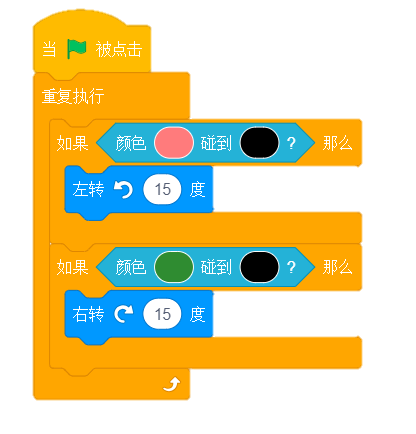 当 被点击
重复执行
如果 颜色 碰到 ? 那么
左转 15 度
如果 颜色 碰到 ? 那么
右转 15 度